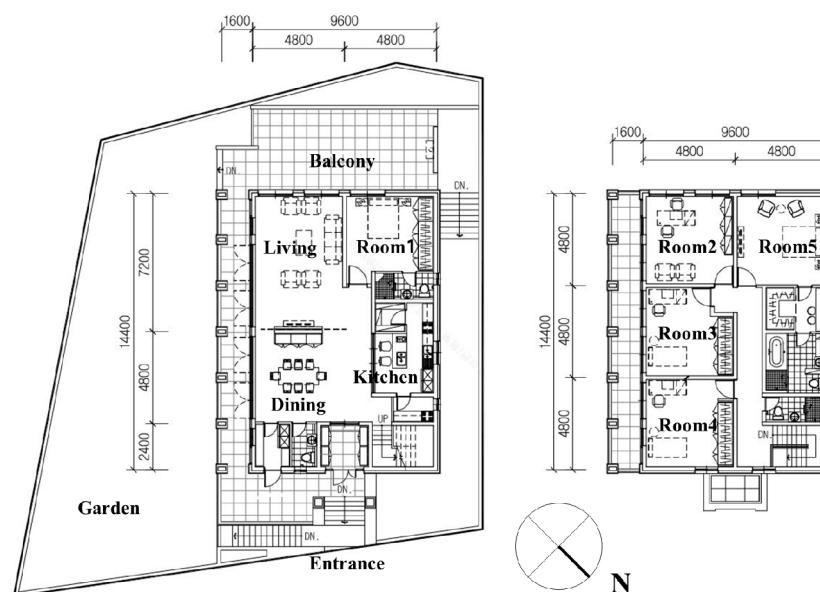 1600
9600
4800
4800
Balcony
DN.
DN.
Living
Room1
14400
7200
4800
2400
Kitchen
Dining
UP
DN.
DN.
Garden
Entrance
1600
9600
4800
4800
Room2
Room5
14400
4800
4800
4800
Room3
Room4
DN.
N